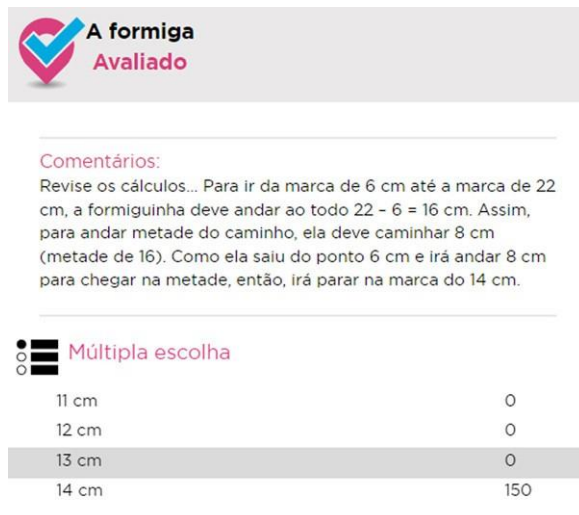 A formiga
Avaliado
Comentários:
Revise os cálculos... Para ir da marca de 6 cm até a marca de 22
cm, a formiguinha deve andar ao todo 22 – 6 = 16 cm. Assim,
para andar metade do caminho, ela deve caminhar 8 cm
(metade de 16). Como ela saiu do ponto 6 cm e irá andar 8 cm
para chegar na metade, então, irá parar na marca do 14 cm.
Múltipla escolha
11 cm 0
12 cm 0
13 cm 0
14 cm 150